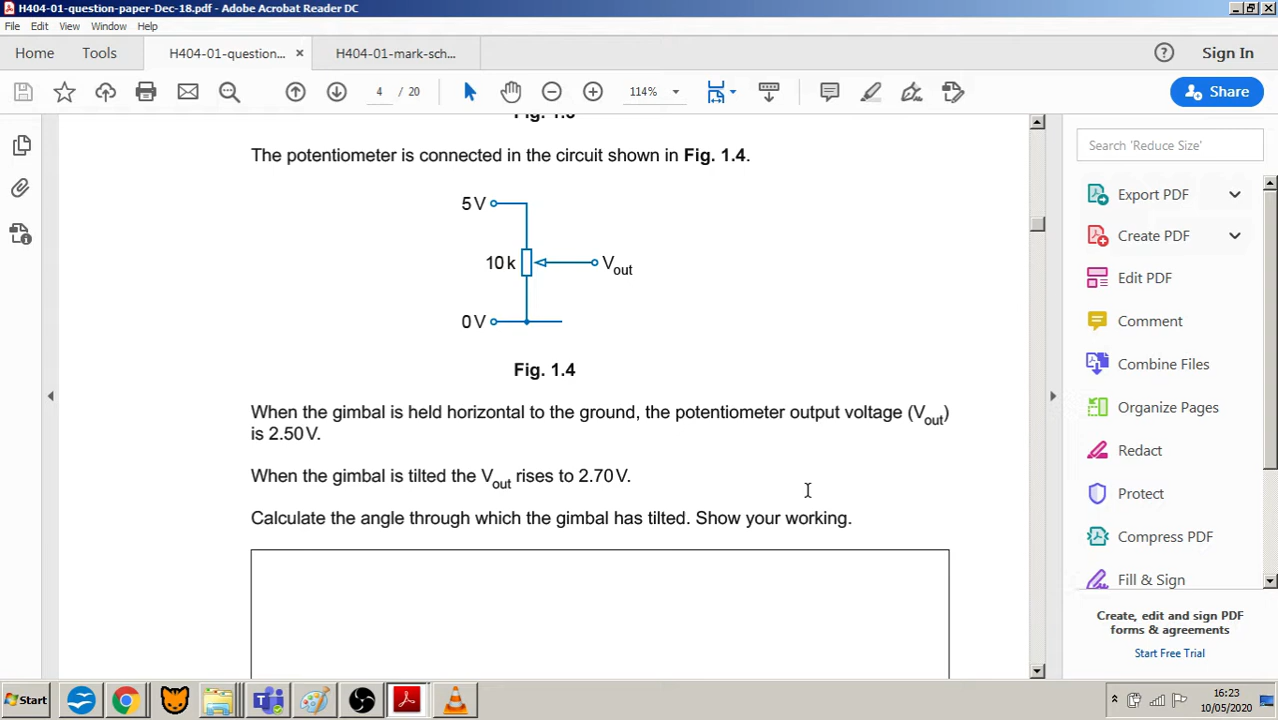 H404-01-question-paper-Dec-18.pdf - Adobe Acrobat Reader DC
File Edit View Window Help
Home Tools H404-01-question... × H404-01-mark-sch... Sign In
4 / 20 114% Share
The potentiometer is connected in the circuit shown in Fig. 1.4.
5 V
10 k
Vout
0 V
Fig. 1.4
When the gimbal is held horizontal to the ground, the potentiometer output voltage (Vout)
is 2.50 V.
When the gimbal is tilted the Vout rises to 2.70 V.
Calculate the angle through which the gimbal has tilted. Show your working.
Search 'Reduce Size'
Export PDF
Create PDF
Edit PDF
Comment
Combine Files
Organize Pages
Redact
Protect
Compress PDF
Fill & Sign
Create, edit and sign PDF
forms & agreements
Start Free Trial
Start
16:23
10/05/2020